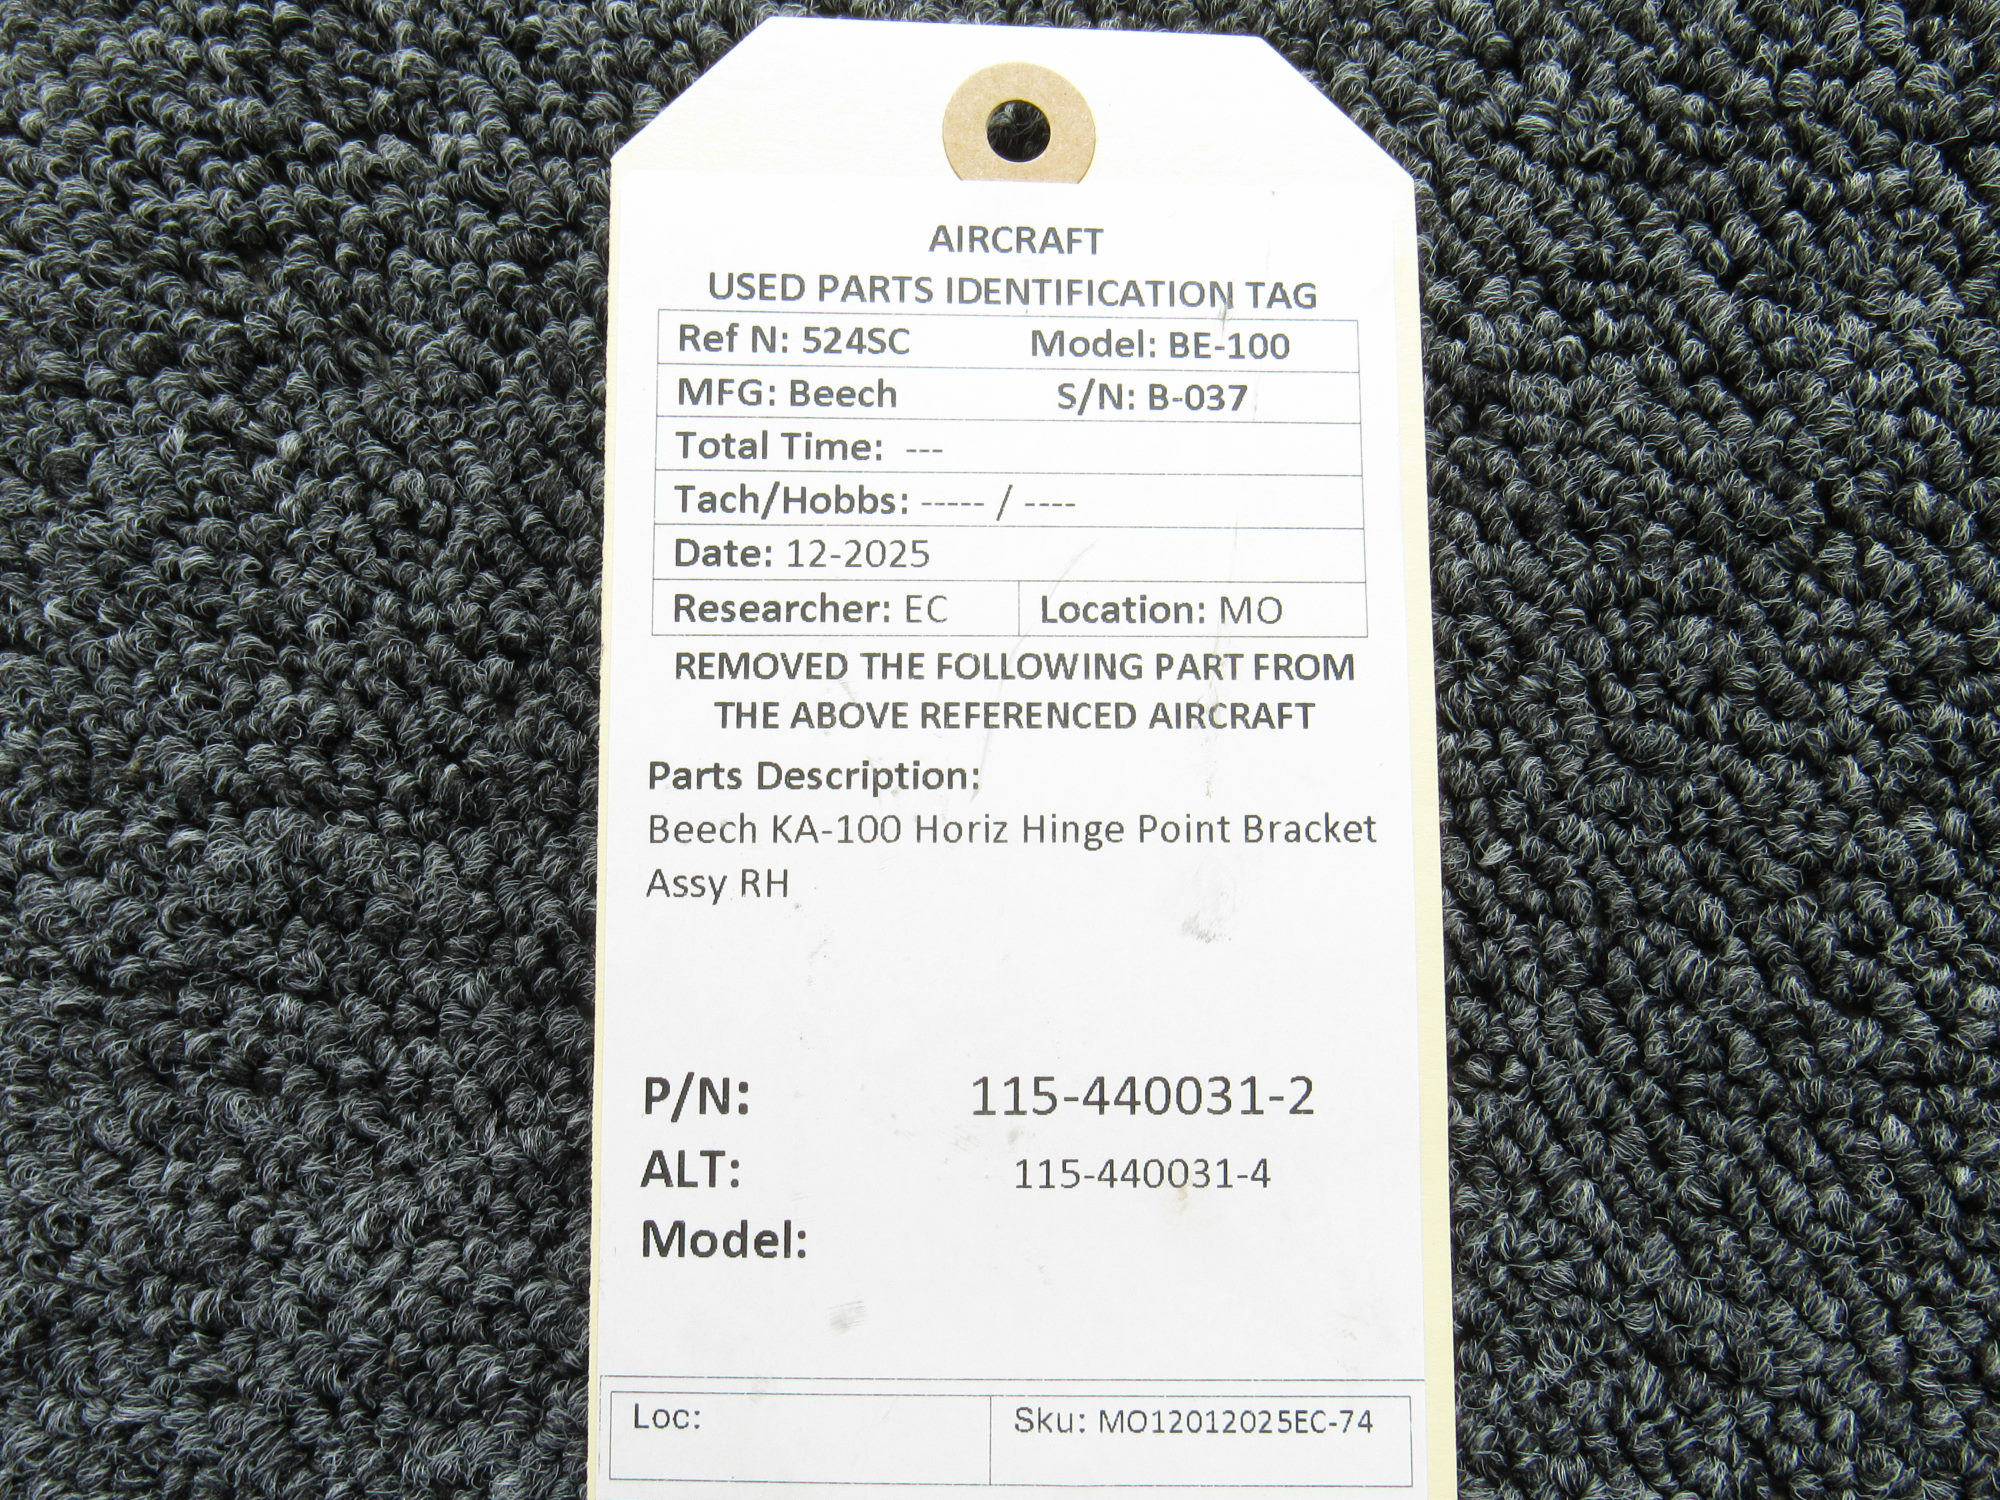 AIRCRAFT
USED PARTS IDENTIFICATION TAG
Ref N: 524SC Model: BE-100
MFG: Beech S/N: B-037
Total Time: ---
Tach/Hobbs: ----- / ----
Date: 12-2025
Researcher: EC Location: MO
REMOVED THE FOLLOWING PART FROM
THE ABOVE REFERENCED AIRCRAFT
Parts Description:
Beech KA-100 Horiz Hinge Point Bracket
Assy RH
P/N: 115-440031-2
ALT: 115-440031-4
Model:
Loc: Sku: MO12012025EC-74